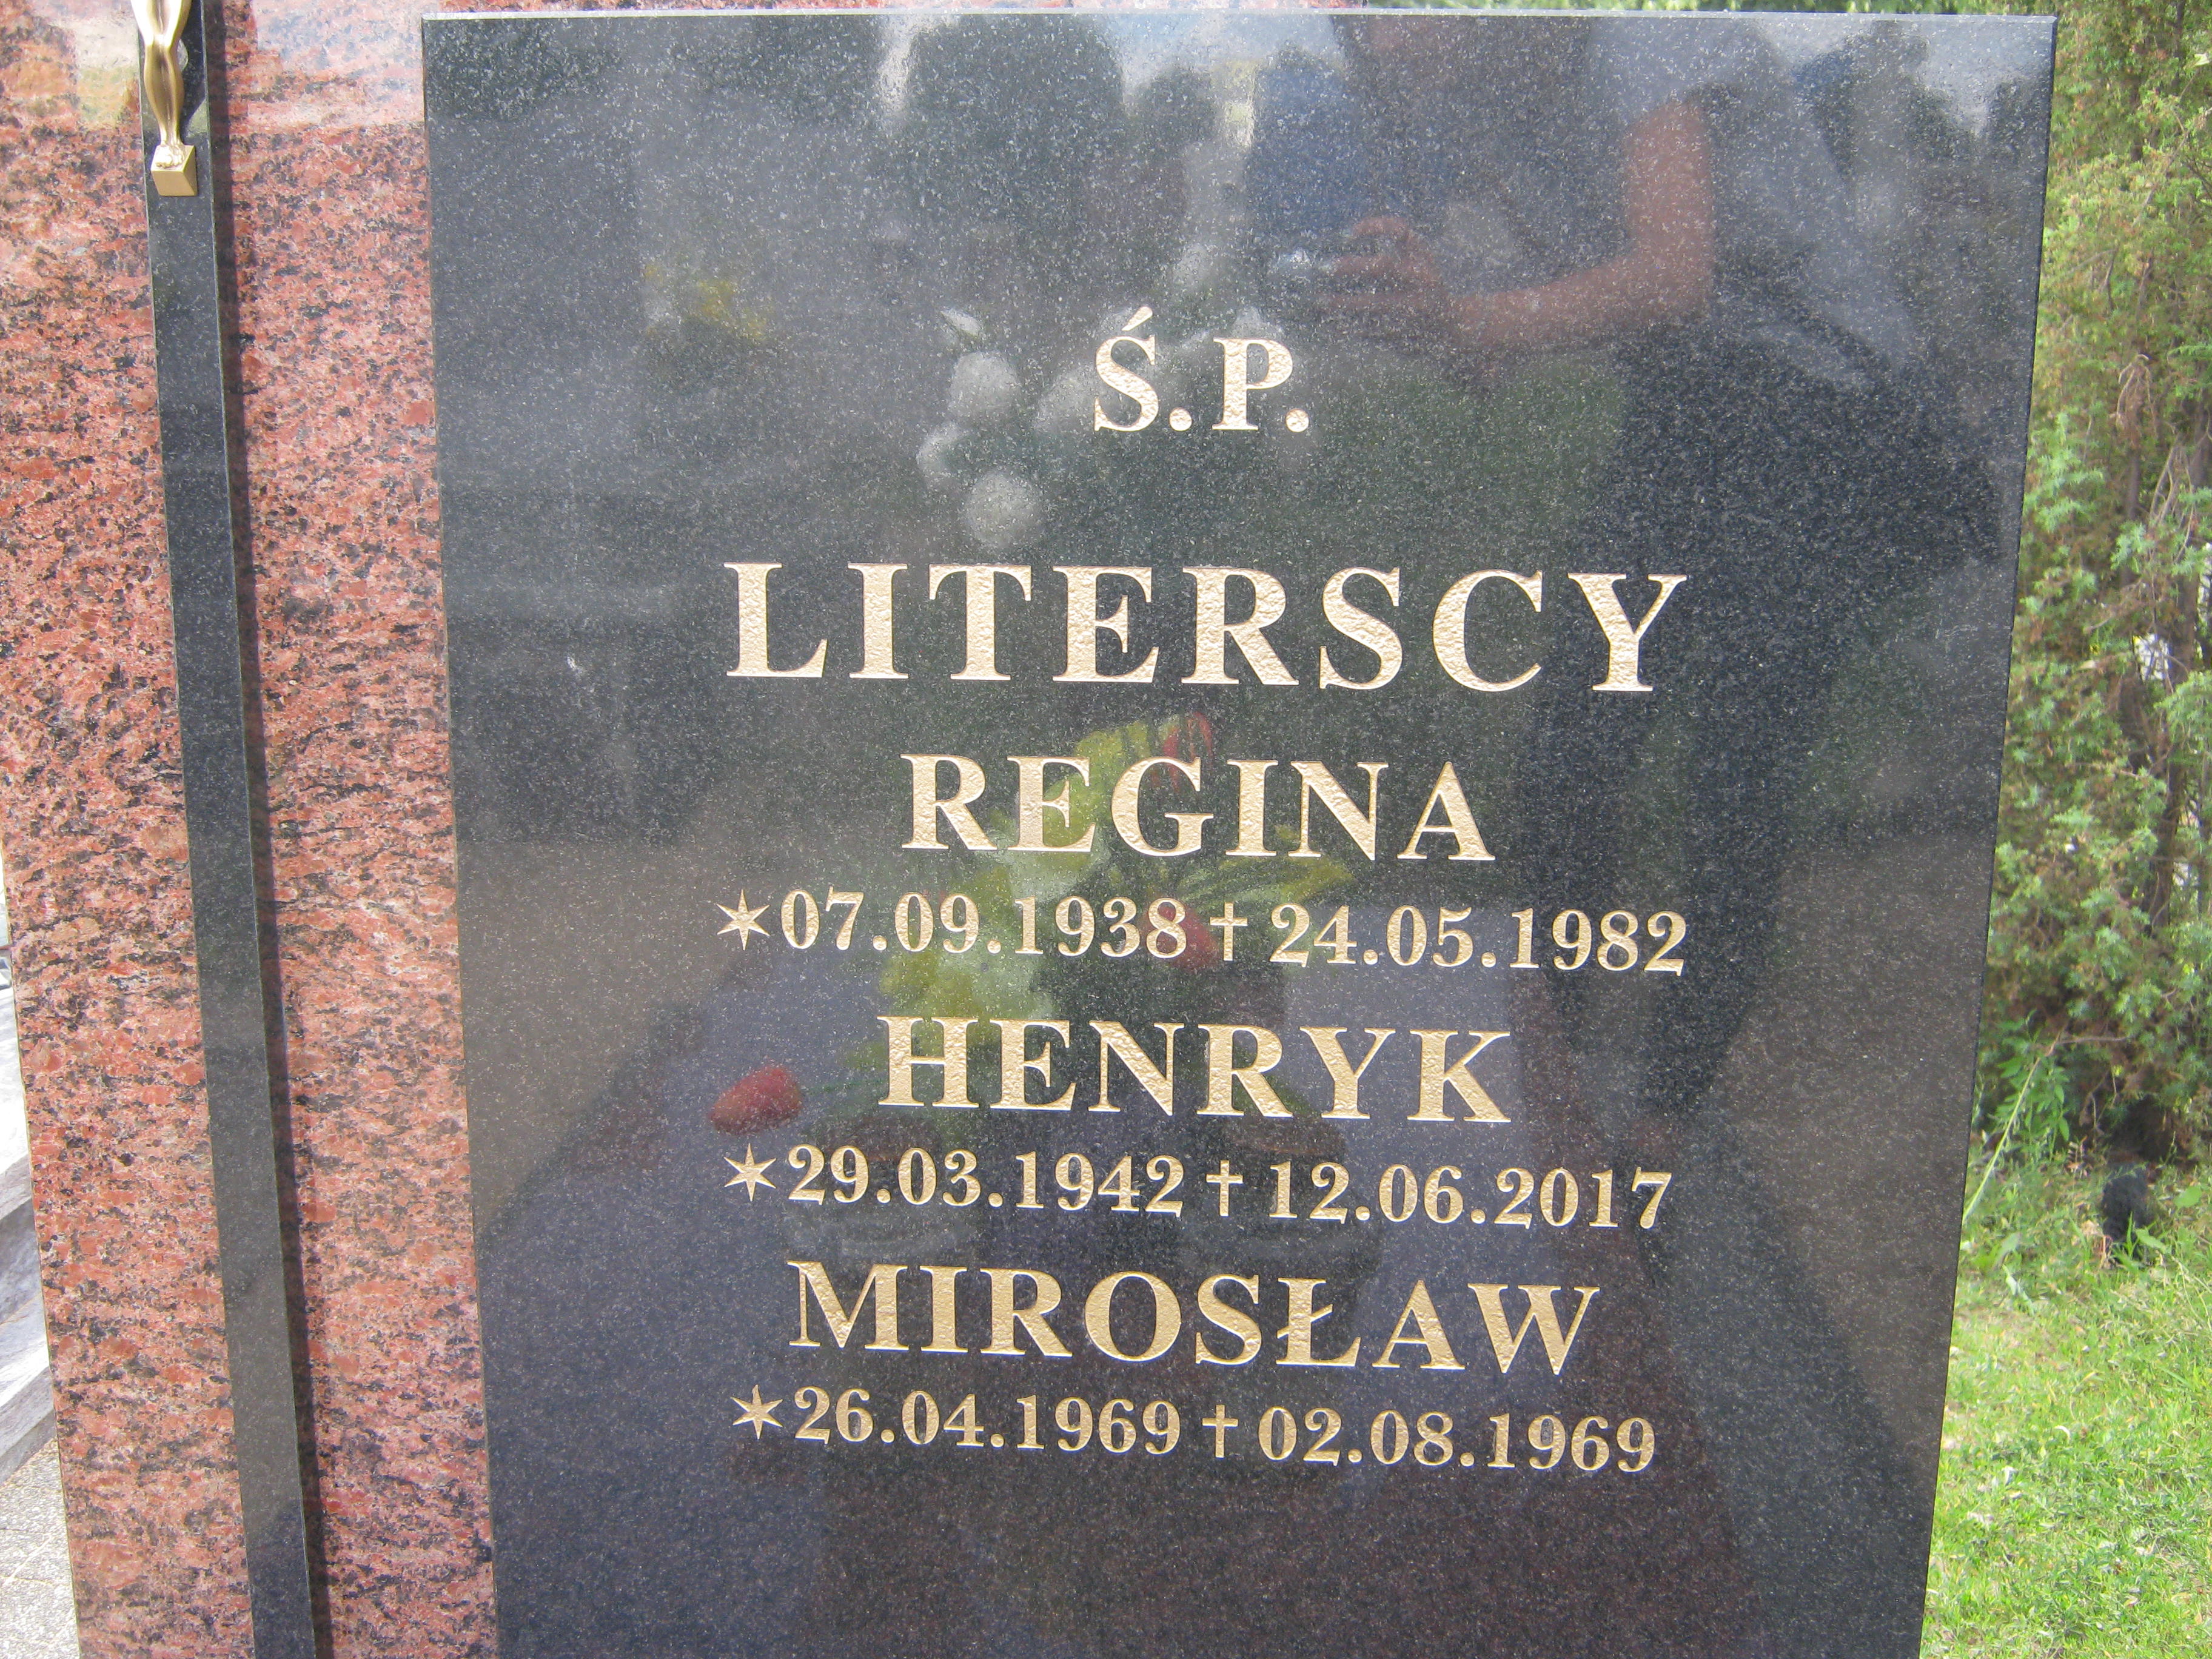 Ś.P.
LITERSCY
REGINA
✶07.09.1938✝24.05.1982
HENRYK
✶29.03.1942✝12.06.2017
MIROSŁAW
✶26.04.1969✝02.08.1969